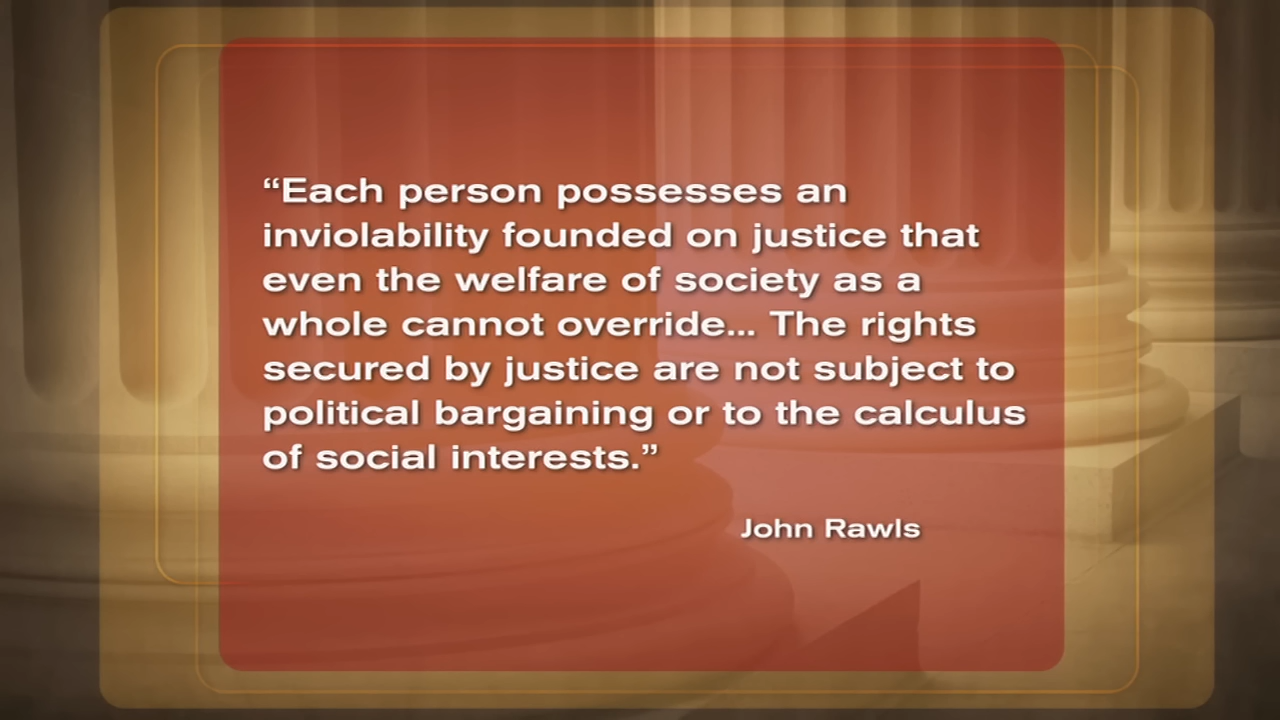 “Each person possesses an
inviolability founded on justice that
even the welfare of society as a
whole cannot override... The rights
secured by justice are not subject to
political bargaining or to the calculus
of social interests.”
John Rawls